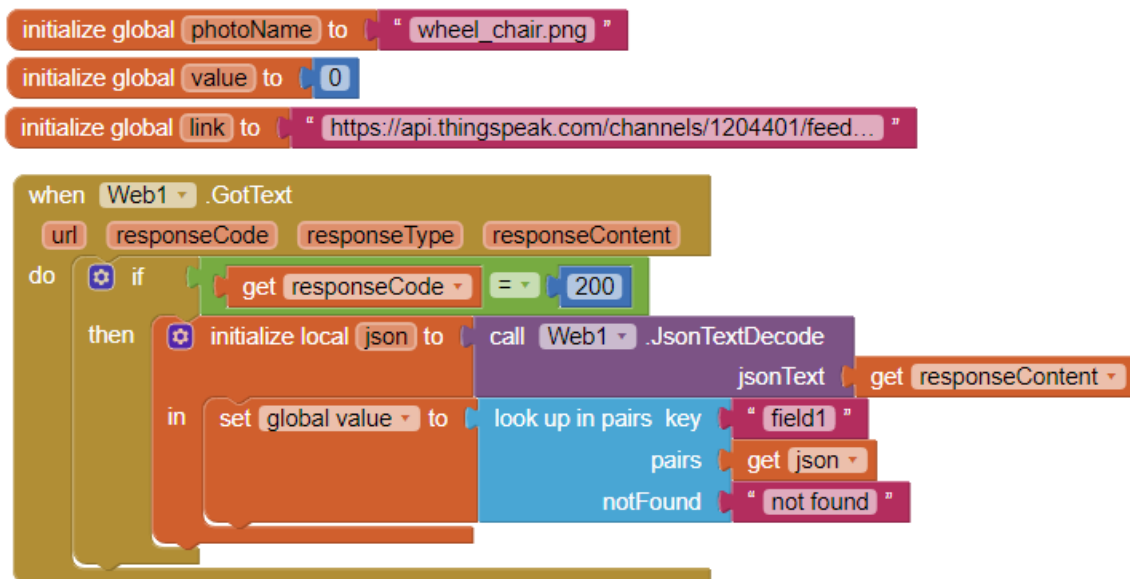 initialize global photoName to " wheel_chair.png "
initialize global value to 0
initialize global link to " https://api.thingspeak.com/channels/1204401/feed... "
when Web1 .GotText
url responseCode responseType responseContent
do if get responseCode = 200
then initialize local json to call Web1 .JsonTextDecode
jsonText get responseContent
in set global value to look up in pairs key " field1 "
pairs get json
notFound " not found "